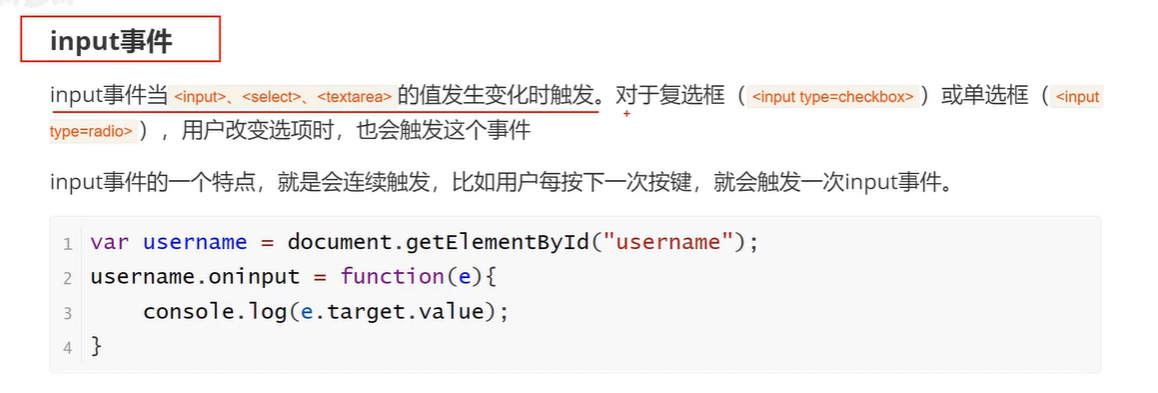 input事件
input事件当<input>、<select>、<textarea>的值发生变化时触发。对于复选框（<input type=checkbox>）或单选框（<input
type=radio>），用户改变选项时，也会触发这个事件
input事件的一个特点，就是会连续触发，比如用户每按下一次按键，就会触发一次input事件。
1 var username = document.getElementById("username");
2 username.oninput = function(e){
3     console.log(e.target.value);
4 }